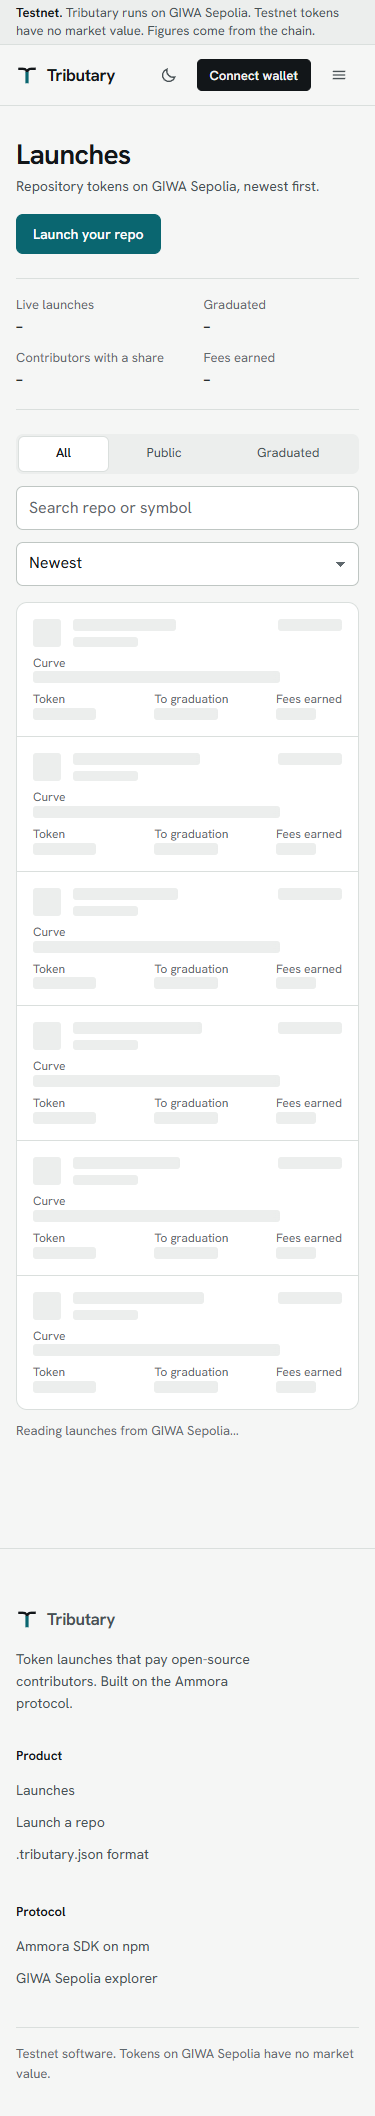 Testnet. Tributary runs on GIWA Sepolia. Testnet tokens
have no market value. Figures come from the chain.
Tributary
Connect wallet
Launches
Repository tokens on GIWA Sepolia, newest first.
Launch your repo
Live launches
–
Graduated
–
Contributors with a share
–
Fees earned
–
All
Public
Graduated
Search repo or symbol
Newest
Curve
Token
To graduation
Fees earned
Curve
Token
To graduation
Fees earned
Curve
Token
To graduation
Fees earned
Curve
Token
To graduation
Fees earned
Curve
Token
To graduation
Fees earned
Curve
Token
To graduation
Fees earned
Reading launches from GIWA Sepolia...
Tributary
Token launches that pay open-source
contributors. Built on the Ammora
protocol.
Product
Launches
Launch a repo
.tributary.json format
Protocol
Ammora SDK on npm
GIWA Sepolia explorer
Testnet software. Tokens on GIWA Sepolia have no market
value.